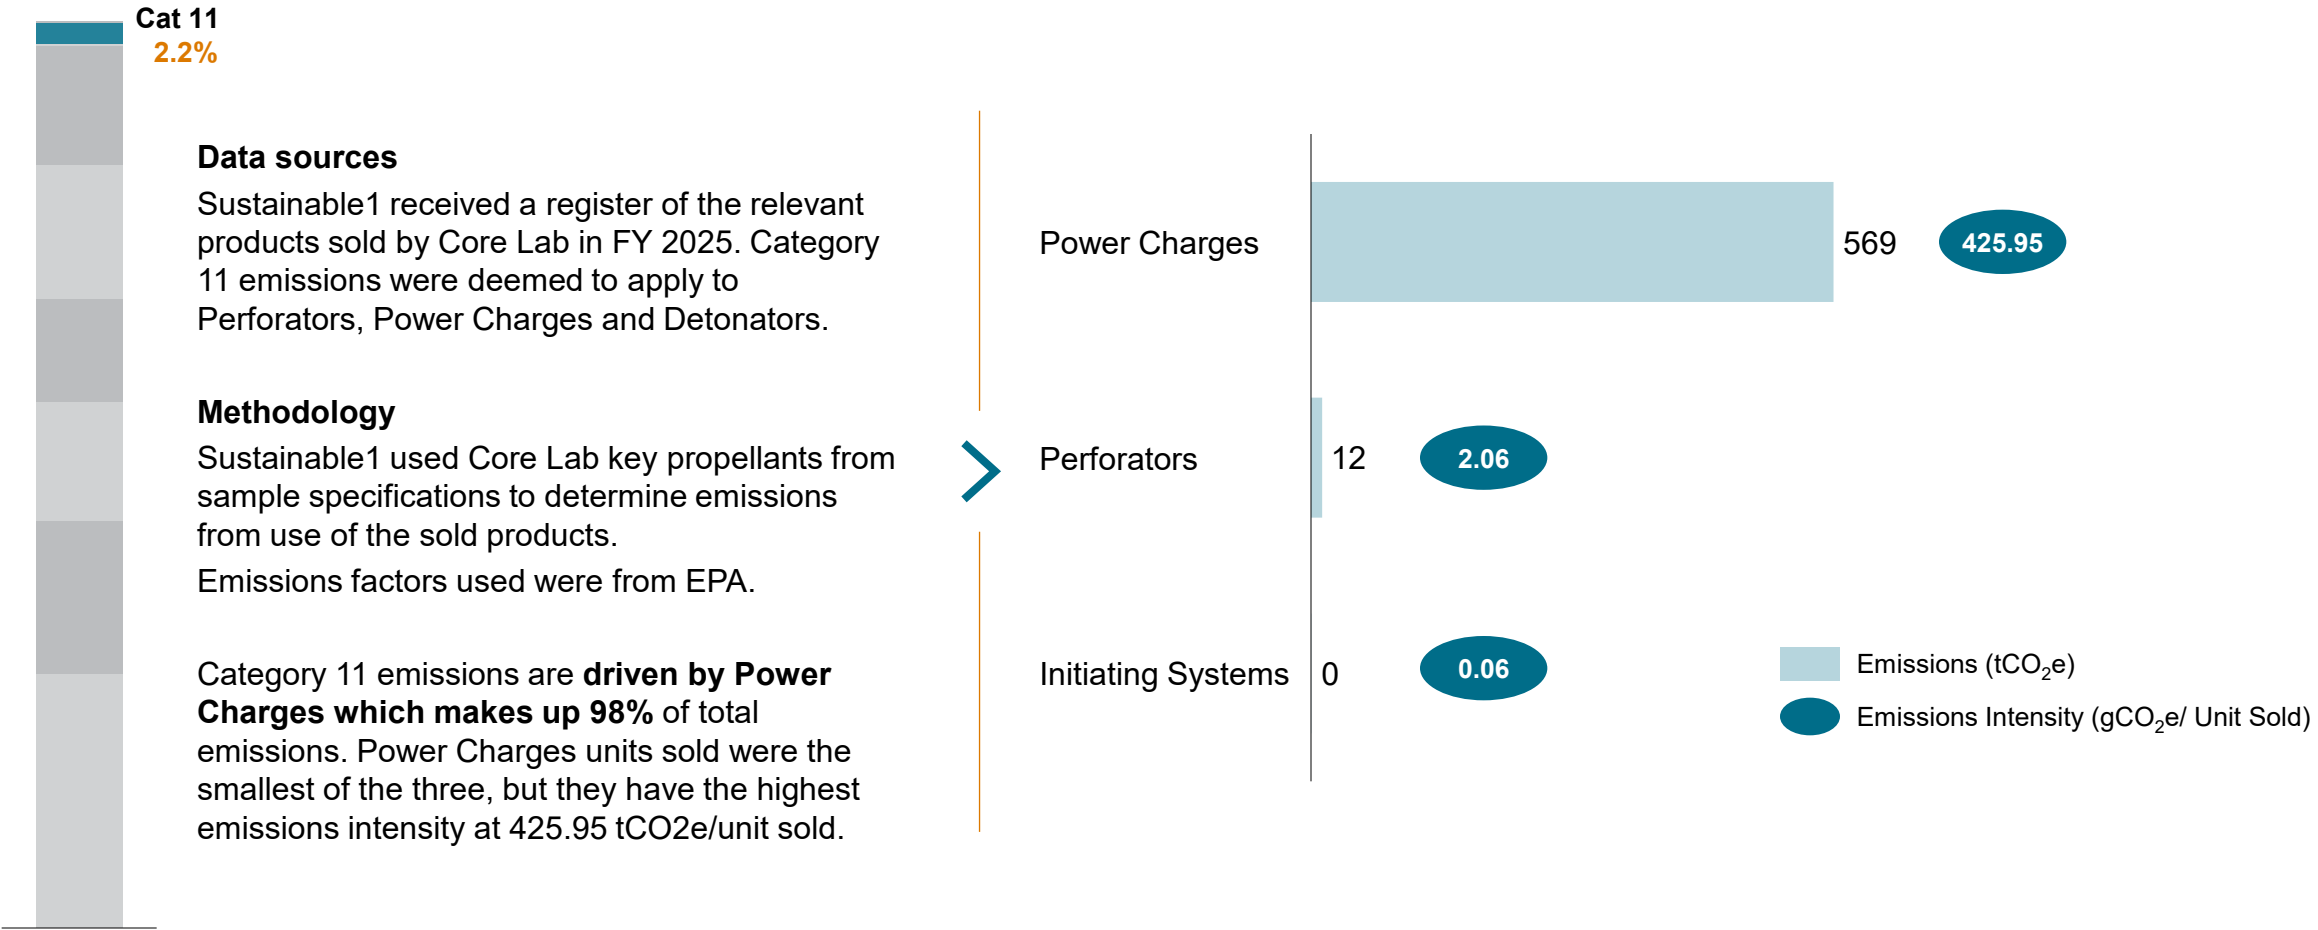 Cat 11
2.2%
Data sources
Sustainable1 received a register of the relevant
products sold by Core Lab in FY 2025. Category
11 emissions were deemed to apply to
Perforators, Power Charges and Detonators.
Methodology
Sustainable1 used Core Lab key propellants from
sample specifications to determine emissions
from use of the sold products.
Emissions factors used were from EPA.
Category 11 emissions are driven by Power
Charges which makes up 98% of total
emissions. Power Charges units sold were the
smallest of the three, but they have the highest
emissions intensity at 425.95 tCO2e/unit sold.
Power Charges 569 425.95
Perforators 12 2.06
Initiating Systems 0 0.06
Emissions (tCO₂e)
Emissions Intensity (gCO₂e/ Unit Sold)